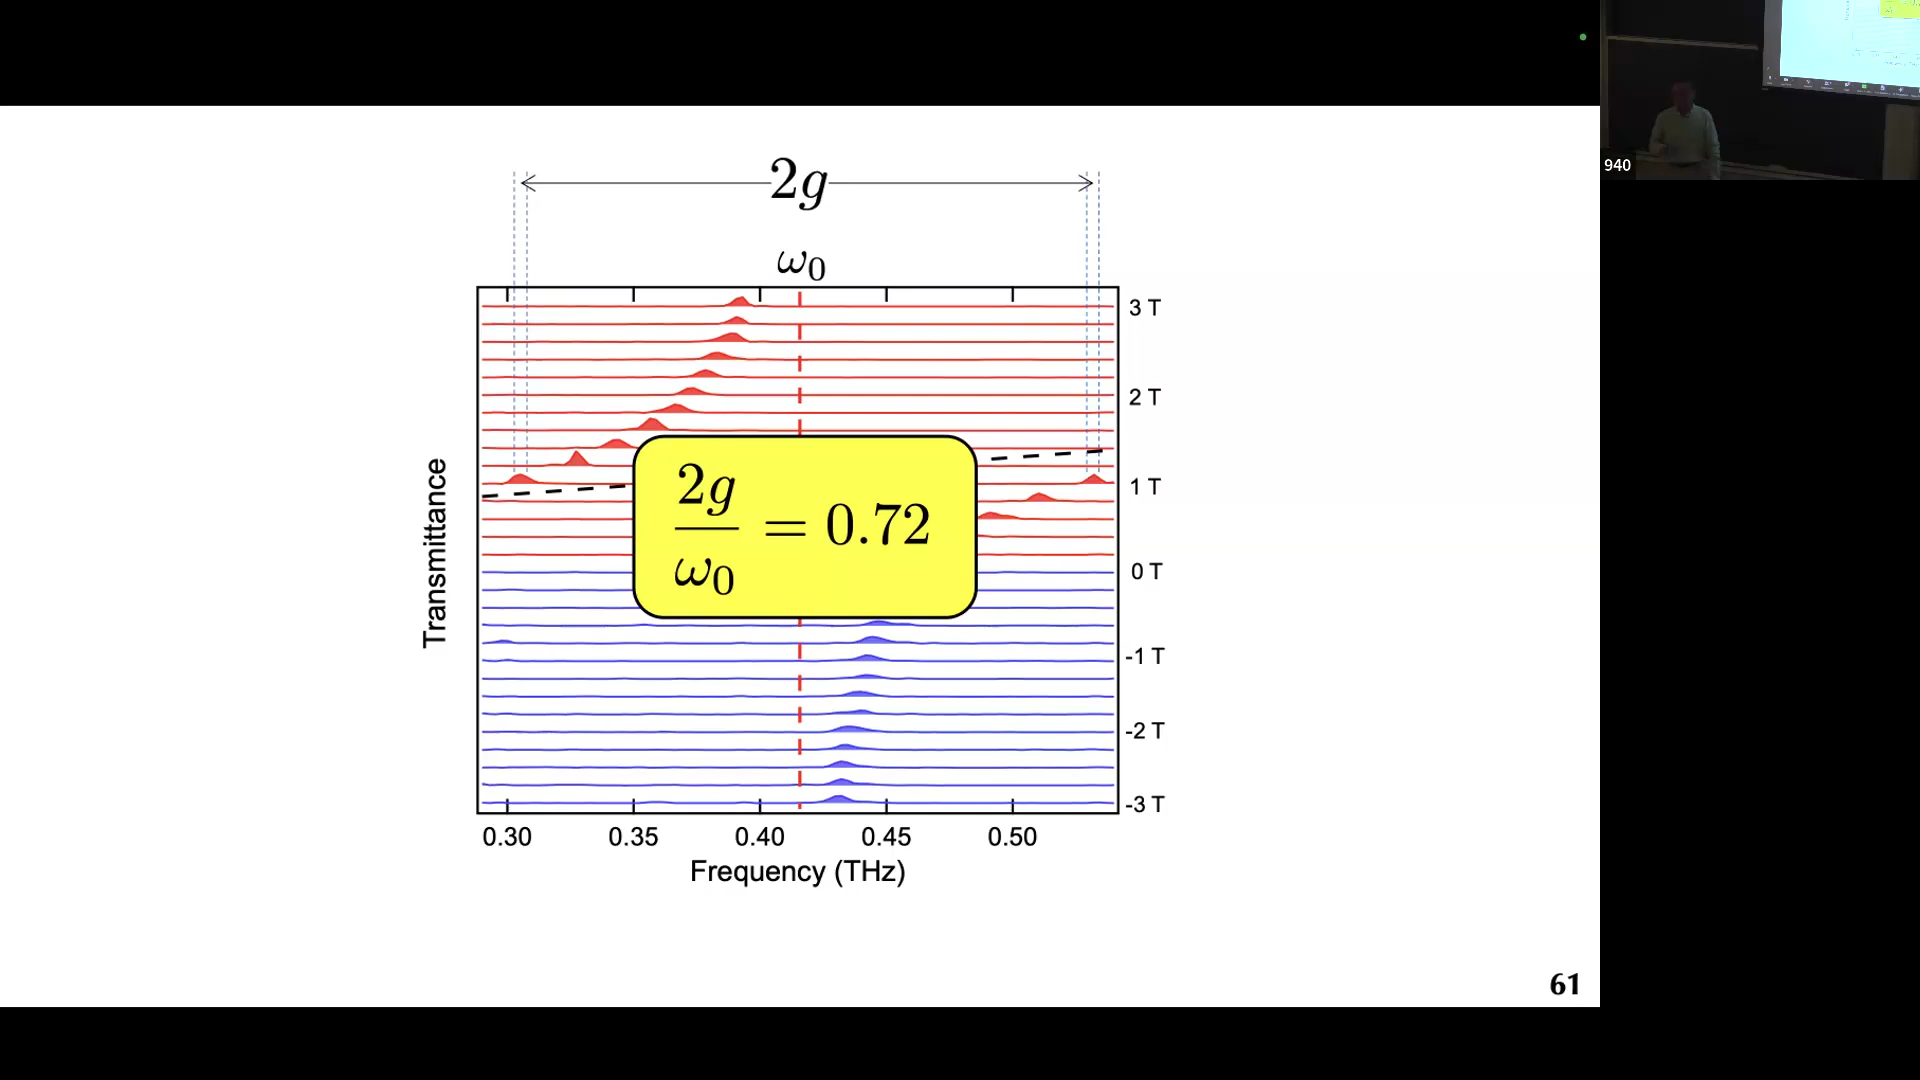 2g
ω₀
3 T
2 T
1 T
0 T
-1 T
-2 T
-3 T
Transmittance
2g
ω₀
= 0.72
0.30 0.35 0.40 0.45 0.50
Frequency (THz)
61
940